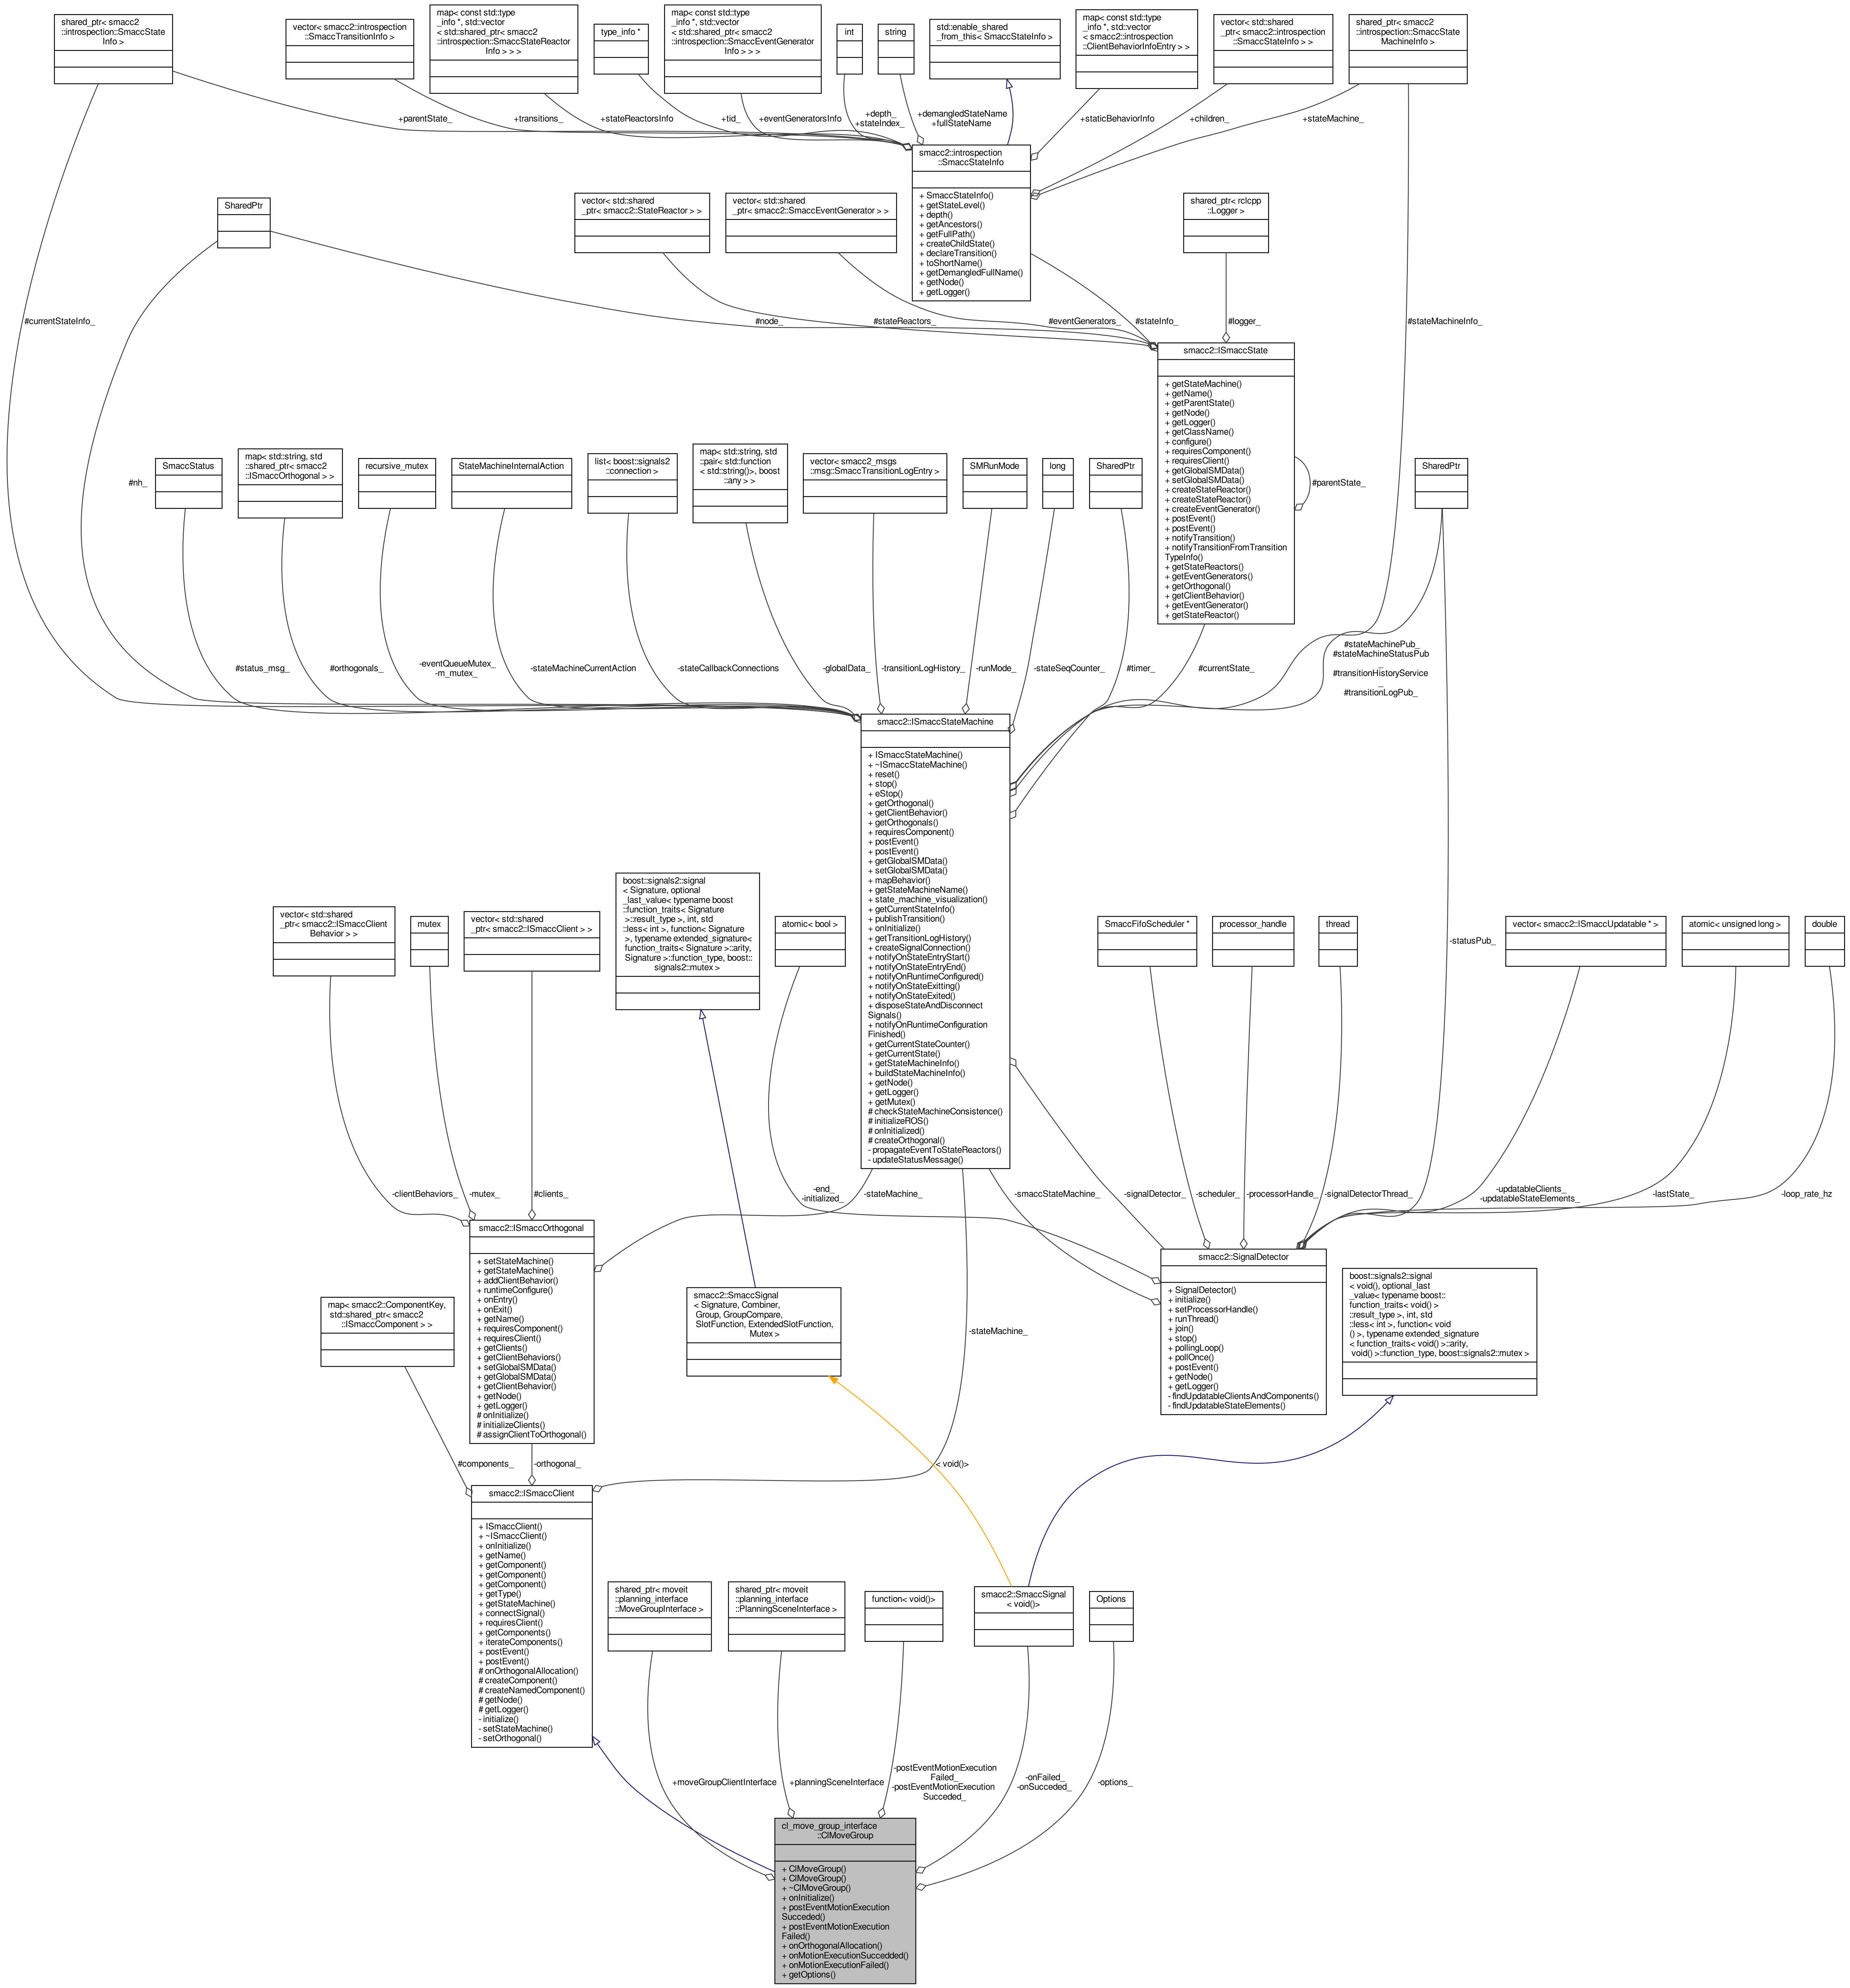 shared_ptr< smacc2
::introspection::SmaccState
Info >
vector< smacc2::introspection
::SmaccTransitionInfo >
map< const std::type
_info *, std::vector
< std::shared_ptr< smacc2
::introspection::SmaccStateReactor
Info > > >
type_info *
map< const std::type
_info *, std::vector
< std::shared_ptr< smacc2
::introspection::SmaccEventGenerator
Info > > >
int
string
std::enable_shared
_from_this< SmaccStateInfo >
map< const std::type
_info *, std::vector
< smacc2::introspection
::ClientBehaviorInfoEntry > >
vector< std::shared
_ptr< smacc2::introspection
::SmaccStateInfo > >
shared_ptr< smacc2
::introspection::SmaccState
MachineInfo >
+parentState_
+transitions_
+stateReactorsInfo
+tid_
+eventGeneratorsInfo
+depth_
+stateIndex_
+demangledStateName
+fullStateName
+staticBehaviorInfo
+children_
+stateMachine_
smacc2::introspection
::SmaccStateInfo
+ SmaccStateInfo()
+ getStateLevel()
+ depth()
+ getAncestors()
+ getFullPath()
+ createChildState()
+ declareTransition()
+ toShortName()
+ getDemangledFullName()
+ getNode()
+ getLogger()
SharedPtr
vector< std::shared
_ptr< smacc2::StateReactor > >
vector< std::shared
_ptr< smacc2::SmaccEventGenerator > >
shared_ptr< rclcpp
::Logger >
#currentStateInfo_
#node_
#stateReactors_
#eventGenerators_
#stateInfo_
#logger_
#stateMachineInfo_
smacc2::ISmaccState
+ getStateMachine()
+ getName()
+ getParentState()
+ getNode()
+ getLogger()
+ getClassName()
+ configure()
+ requiresComponent()
+ requiresClient()
+ getGlobalSMData()
+ setGlobalSMData()
+ createStateReactor()
+ createStateReactor()
+ createEventGenerator()
+ postEvent()
+ postEvent()
+ notifyTransition()
+ notifyTransitionFromTransition
TypeInfo()
+ getStateReactors()
+ getEventGenerators()
+ getOrthogonal()
+ getClientBehavior()
+ getEventGenerator()
+ getStateReactor()
#parentState_
#nh_
SmaccStatus
map< std::string, std
::shared_ptr< smacc2
::ISmaccOrthogonal > >
recursive_mutex
StateMachineInternalAction
list< boost::signals2
::connection >
map< std::string, std
::pair< std::function
< std::string()>, boost
::any > >
vector< smacc2_msgs
::msg::SmaccTransitionLogEntry >
SMRunMode
long
SharedPtr
SharedPtr
#status_msg_
#orthogonals_
-eventQueueMutex_
-m_mutex_
-stateMachineCurrentAction
-stateCallbackConnections
-globalData_
-transitionLogHistory_
-runMode_
-stateSeqCounter_
#timer_
#currentState_
#stateMachinePub_
#stateMachineStatusPub
_
#transitionHistoryService
_
#transitionLogPub_
smacc2::ISmaccStateMachine
+ ISmaccStateMachine()
+ ~ISmaccStateMachine()
+ reset()
+ stop()
+ eStop()
+ getOrthogonal()
+ getClientBehavior()
+ getOrthogonals()
+ requiresComponent()
+ postEvent()
+ postEvent()
+ getGlobalSMData()
+ setGlobalSMData()
+ mapBehavior()
+ getStateMachineName()
+ state_machine_visualization()
+ getCurrentStateInfo()
+ publishTransition()
+ onInitialize()
+ getTransitionLogHistory()
+ createSignalConnection()
+ notifyOnStateEntryStart()
+ notifyOnStateEntryEnd()
+ notifyOnRuntimeConfigured()
+ notifyOnStateExitting()
+ notifyOnStateExited()
+ disposeStateAndDisconnect
Signals()
+ notifyOnRuntimeConfiguration
Finished()
+ getCurrentStateCounter()
+ getCurrentState()
+ getStateMachineInfo()
+ buildStateMachineInfo()
+ getNode()
+ getLogger()
+ getMutex()
# checkStateMachineConsistence()
# initializeROS()
# onInitialized()
# createOrthogonal()
- propagateEventToStateReactors()
- updateStatusMessage()
vector< std::shared
_ptr< smacc2::ISmaccClient
Behavior > >
mutex
vector< std::shared
_ptr< smacc2::ISmaccClient > >
boost::signals2::signal
< Signature, optional
_last_value< typename boost
::function_traits< Signature
>::result_type >, int, std
::less< int >, function< Signature
>, typename extended_signature<
function_traits< Signature >::arity,
Signature >::function_type, boost::
signals2::mutex >
atomic< bool >
SmaccFifoScheduler *
processor_handle
thread
-statusPub_
vector< smacc2::ISmaccUpdatable * >
atomic< unsigned long >
double
-clientBehaviors_
-mutex_
#clients_
-end_
-initialized_
-stateMachine_
-smaccStateMachine_
-signalDetector_
-scheduler_
-processorHandle_
-signalDetectorThread_
-updatableClients_
-updatableStateElements_
-lastState_
-loop_rate_hz
smacc2::ISmaccOrthogonal
+ setStateMachine()
+ getStateMachine()
+ addClientBehavior()
+ runtimeConfigure()
+ onEntry()
+ onExit()
+ getName()
+ requiresComponent()
+ requiresClient()
+ getClients()
+ getClientBehaviors()
+ setGlobalSMData()
+ getGlobalSMData()
+ getClientBehavior()
+ getNode()
+ getLogger()
# onInitialize()
# initializeClients()
# assignClientToOrthogonal()
smacc2::SignalDetector
+ SignalDetector()
+ initialize()
+ setProcessorHandle()
+ runThread()
+ join()
+ stop()
+ pollingLoop()
+ pollOnce()
+ postEvent()
+ getNode()
+ getLogger()
- findUpdatableClientsAndComponents()
- findUpdatableStateElements()
map< smacc2::ComponentKey,
std::shared_ptr< smacc2
::ISmaccComponent > >
smacc2::SmaccSignal
< Signature, Combiner,
Group, GroupCompare,
SlotFunction, ExtendedSlotFunction,
Mutex >
boost::signals2::signal
< void(), optional_last
_value< typename boost::
function_traits< void() >
::result_type >, int, std
::less< int >, function< void
() >, typename extended_signature
< function_traits< void() >::arity,
void() >::function_type, boost::signals2::mutex >
-stateMachine_
#components_
-orthogonal_
< void()>
smacc2::ISmaccClient
+ ISmaccClient()
+ ~ISmaccClient()
+ onInitialize()
+ getName()
+ getComponent()
+ getComponent()
+ getComponent()
+ getType()
+ getStateMachine()
+ connectSignal()
+ requiresClient()
+ getComponents()
+ iterateComponents()
+ postEvent()
+ postEvent()
# onOrthogonalAllocation()
# createComponent()
# createNamedComponent()
# getNode()
# getLogger()
- initialize()
- setStateMachine()
- setOrthogonal()
shared_ptr< moveit
::planning_interface
::MoveGroupInterface >
shared_ptr< moveit
::planning_interface
::PlanningSceneInterface >
function< void()>
smacc2::SmaccSignal
< void()>
Options
+moveGroupClientInterface
+planningSceneInterface
-postEventMotionExecution
Failed_
-postEventMotionExecution
Succeded_
-onFailed_
-onSucceded_
-options_
cl_move_group_interface
::ClMoveGroup
+ ClMoveGroup()
+ ClMoveGroup()
+ ~ClMoveGroup()
+ onInitialize()
+ postEventMotionExecution
Succeded()
+ postEventMotionExecution
Failed()
+ onOrthogonalAllocation()
+ onMotionExecutionSuccedded()
+ onMotionExecutionFailed()
+ getOptions()